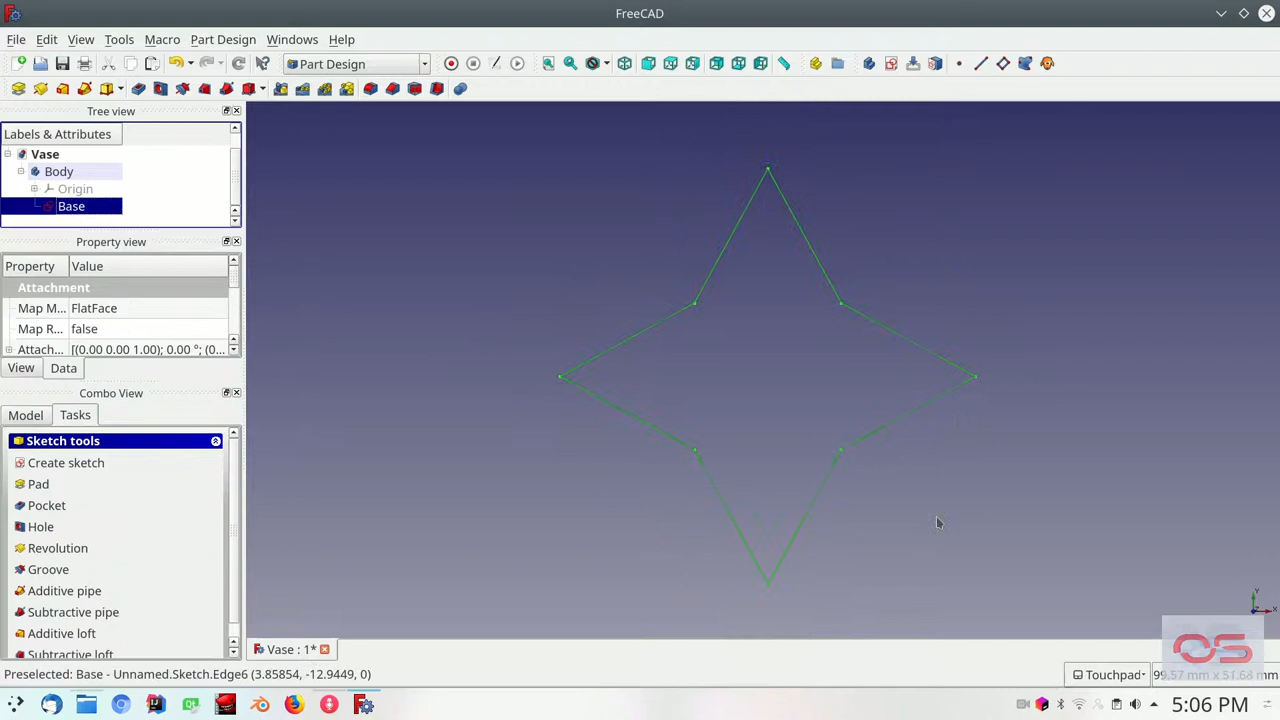 FreeCAD
File Edit View Tools Macro Part Design Windows Help
Part Design
Tree view
Labels & Attributes
Vase
Body
Origin
Base
Property view
Property Value
Attachment
Map M... FlatFace
Map R... false
Attach... [(0.00 0.00 1.00); 0.00 °; (0...
View Data
Combo View
Model Tasks
Sketch tools
Create sketch
Pad
Pocket
Hole
Revolution
Groove
Additive pipe
Subtractive pipe
Additive loft
Subtractive loft
Vase : 1*
Y
X
OS
Preselected: Base - Unnamed.Sketch.Edge6 (3.85854, -12.9449, 0)
Touchpad
99.57 mm x 51.68 mm
5:06 PM